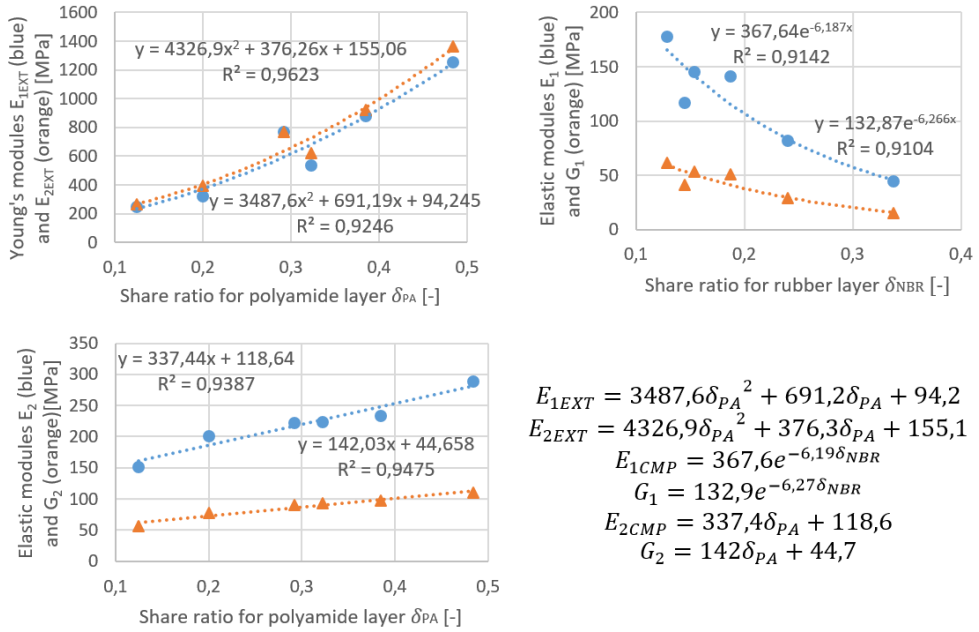 Young's modules E1EXT (blue)
and E2EXT (orange) [MPa]
1600
1400
1200
1000
800
600
400
200
0
y = 4326,9x² + 376,26x + 155,06
R² = 0,9623
y = 3487,6x² + 691,19x + 94,245
R² = 0,9246
0,1 0,2 0,3 0,4 0,5
Share ratio for polyamide layer δPA [-]
Elastic modules E1 (blue)
and G1 (orange) [MPa]
200
150
100
50
0
y = 367,64e^-6,187x
R² = 0,9142
y = 132,87e^-6,266x
R² = 0,9104
0,1 0,2 0,3 0,4
Share ratio for rubber layer δNBR [-]
Elastic modules E2 (blue)
and G2 (orange)[MPa]
350
300
250
200
150
100
50
0
y = 337,44x + 118,64
R² = 0,9387
y = 142,03x + 44,658
R² = 0,9475
0,1 0,2 0,3 0,4 0,5
Share ratio for polyamide layer δPA [-]
E1EXT = 3487,6δPA² + 691,2δPA + 94,2
E2EXT = 4326,9δPA² + 376,3δPA + 155,1
E1CMP = 367,6e^-6,19δNBR
G1 = 132,9e^-6,27δNBR
E2CMP = 337,4δPA + 118,6
G2 = 142δPA + 44,7